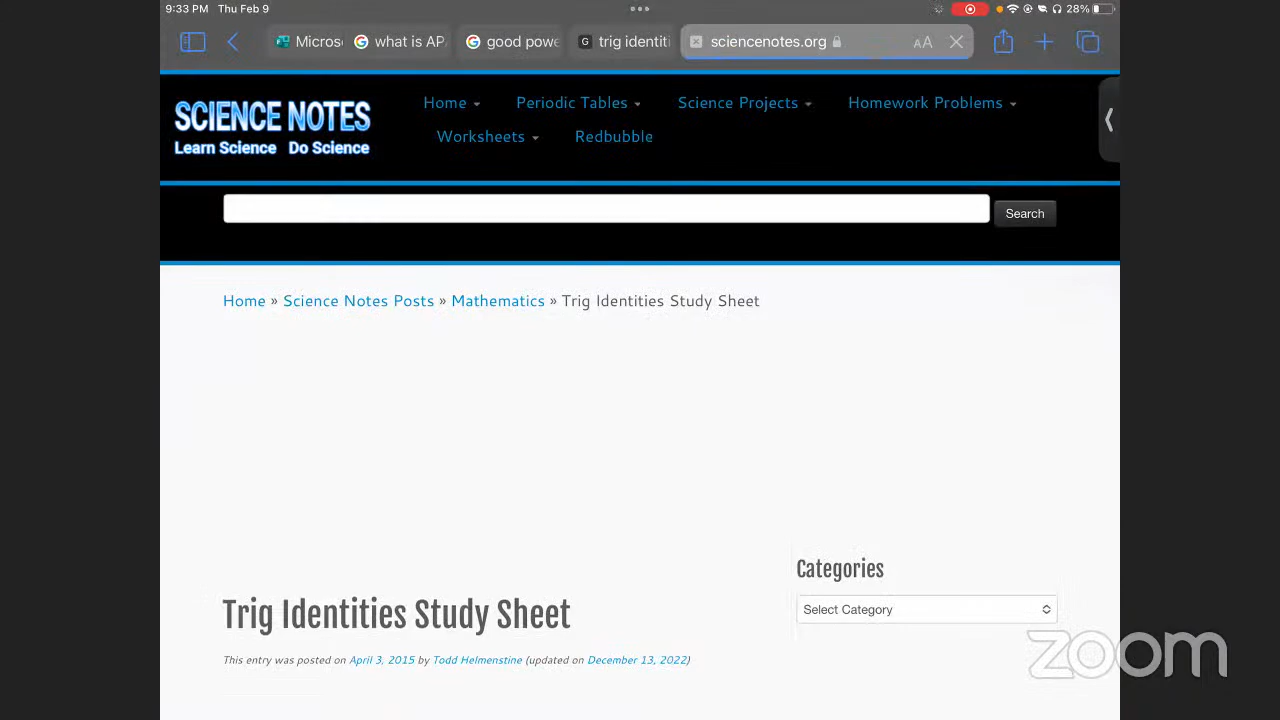 9:33 PM Thu Feb 9 28%
Micros what is AP good powe trig identiti sciencenotes.org AA
SCIENCE NOTES
Learn Science Do Science
Home Periodic Tables Science Projects Homework Problems
Worksheets Redbubble
Search
Home » Science Notes Posts » Mathematics » Trig Identities Study Sheet
Categories
Select Category
Trig Identities Study Sheet
This entry was posted on April 3, 2015 by Todd Helmenstine (updated on December 13, 2022)
zoom